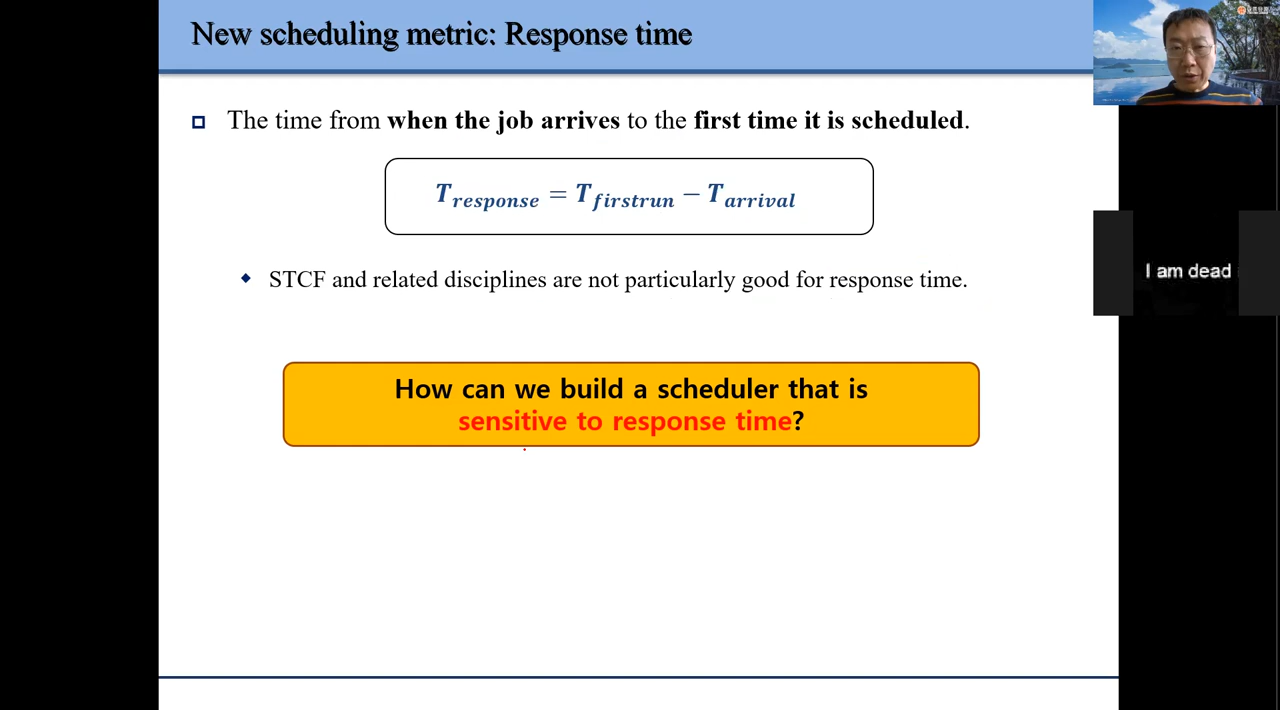 New scheduling metric: Response time
The time from when the job arrives to the first time it is scheduled.
T_response = T_firstrun − T_arrival
STCF and related disciplines are not particularly good for response time.
I am dead
How can we build a scheduler that is
sensitive to response time?